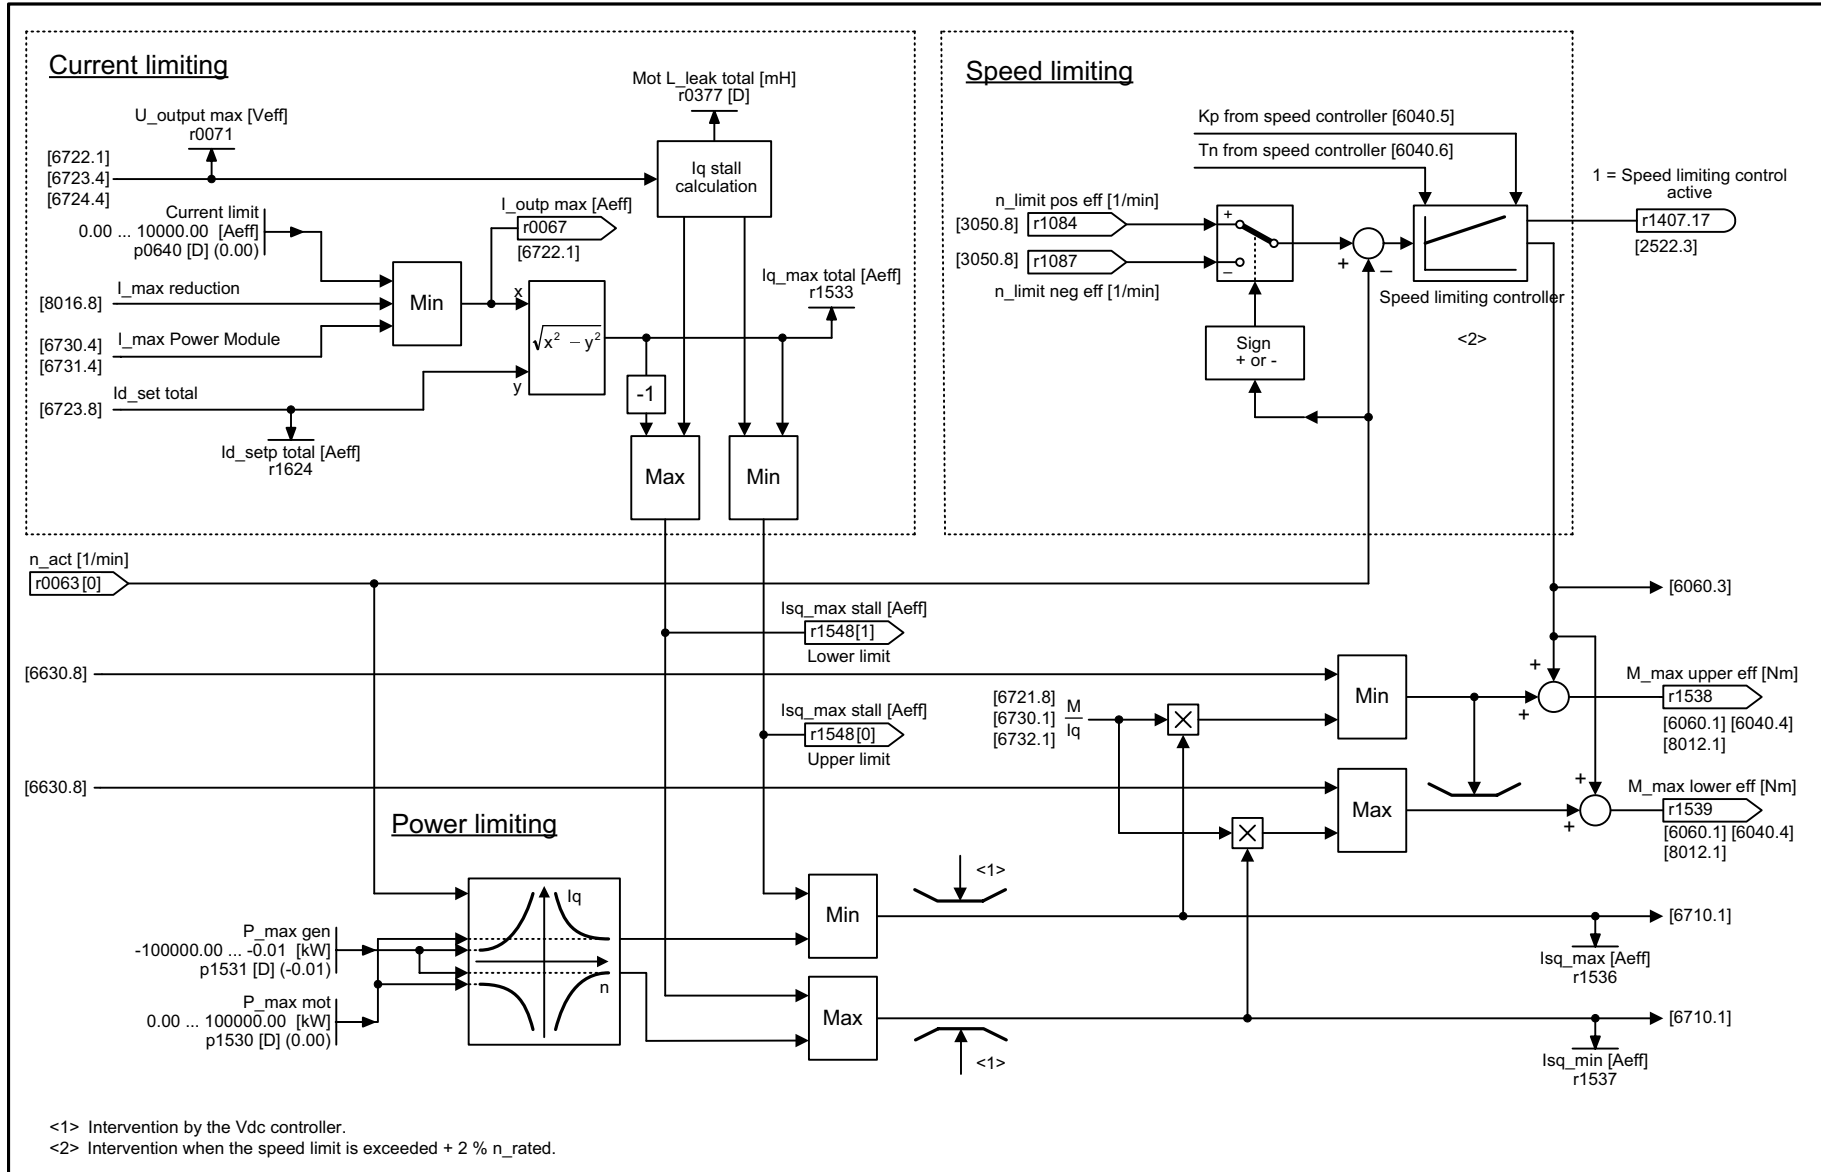 Current limiting
Mot L_leak total [mH]
r0377 [D]
U_output max [Veff]
r0071
[6722.1]
[6723.4]
[6724.4]
Iq stall
calculation
Current limit
0.00 ... 10000.00 [Aeff]
p0640 [D] (0.00)
I_outp max [Aeff]
r0067
[6722.1]
[8016.8]
I_max reduction
Min
x
y
√x² – y²
Iq_max total [Aeff]
r1533
[6730.4]
[6731.4]
I_max Power Module
[6723.8]
Id_set total
Id_setp total [Aeff]
r1624
-1
Max
Min
Speed limiting
Kp from speed controller [6040.5]
Tn from speed controller [6040.6]
n_limit pos eff [1/min]
[3050.8]
r1084
[3050.8]
r1087
n_limit neg eff [1/min]
+
–
+
–
Sign
+ or -
Speed limiting controller
<2>
1 = Speed limiting control
active
r1407.17
[2522.3]
n_act [1/min]
r0063[0]
[6060.3]
Isq_max stall [Aeff]
r1548[1]
Lower limit
[6630.8]
[6721.8]
[6730.1]
[6732.1]
M
Iq
Isq_max stall [Aeff]
r1548[0]
Upper limit
Min
+
+
M_max upper eff [Nm]
r1538
[6060.1] [6040.4]
[8012.1]
[6630.8]
Max
+
+
M_max lower eff [Nm]
r1539
[6060.1] [6040.4]
[8012.1]
Power limiting
Iq
n
P_max gen
-100000.00 ... -0.01 [kW]
p1531 [D] (-0.01)
P_max mot
0.00 ... 100000.00 [kW]
p1530 [D] (0.00)
Min
<1>
[6710.1]
Isq_max [Aeff]
r1536
Max
<1>
[6710.1]
Isq_min [Aeff]
r1537
<1> Intervention by the Vdc controller.
<2> Intervention when the speed limit is exceeded + 2 % n_rated.